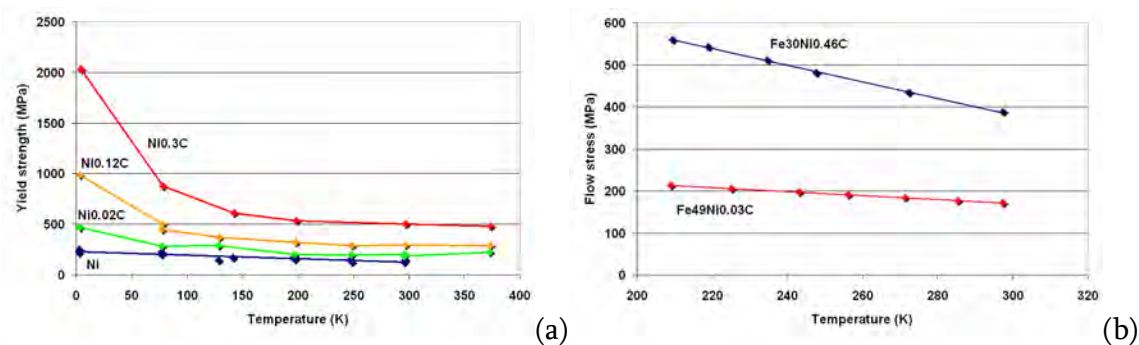 2500
2000
1500
1000
500
0
Yield strength (MPa)
Ni0.3C
Ni0.12C
Ni0.02C
Ni
0 50 100 150 200 250 300 350 400
Temperature (K)
(a)
600
500
400
300
200
100
0
Flow stress (MPa)
Fe30Ni0.46C
Fe49Ni0.03C
200 220 240 260 280 300 320
Temperature (K)
(b)